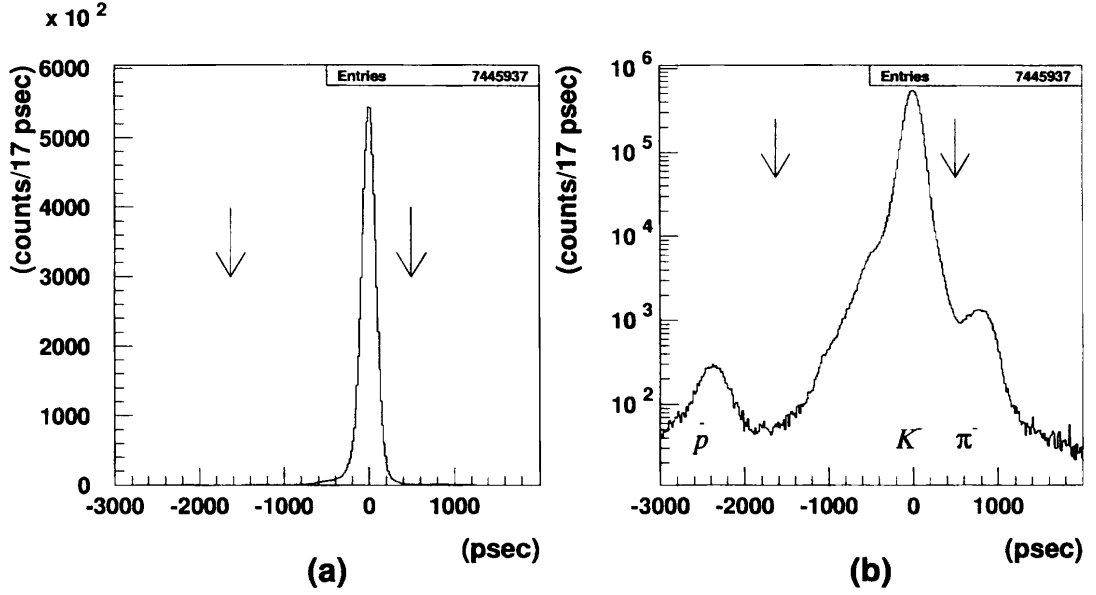 x 10 2
(counts/17 psec)
6000
5000
4000
3000
2000
1000
0
Entries 7445937
-3000 -2000 -1000 0 1000
(psec)
(a)
(counts/17 psec)
10 6
10 5
10 4
10 3
10 2
Entries 7445937
p̄ K⁻ π⁻
-3000 -2000 -1000 0 1000
(psec)
(b)